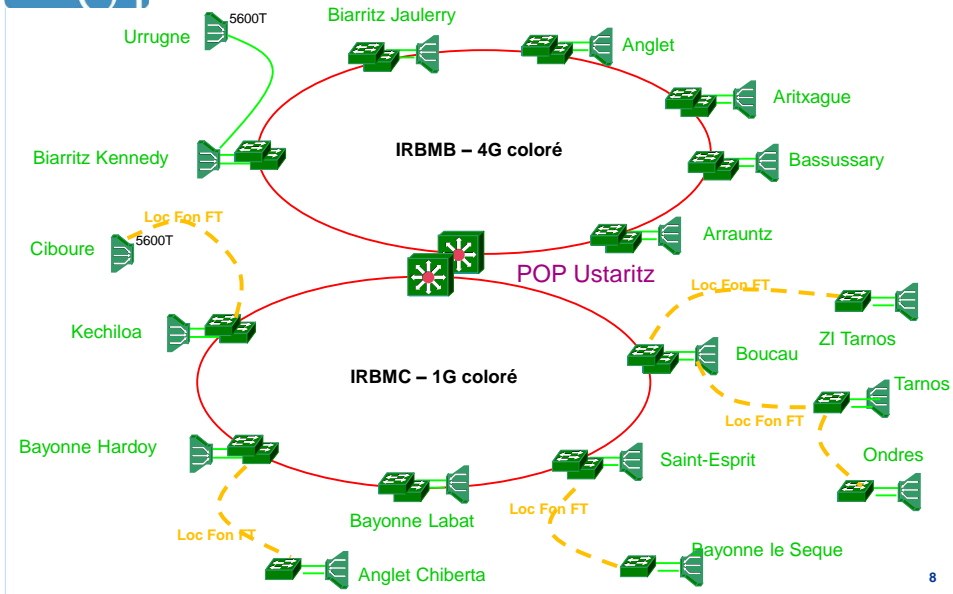 Biarritz Jaulerry
5600T
Urrugne
Anglet
Aritxague
Biarritz Kennedy
IRBMB – 4G coloré
Bassussary
Loc Fon FT
Ciboure
5600T
Arrauntz
POP Ustaritz
Loc Fon FT
Kechiloa
ZI Tarnos
Boucau
IRBMC – 1G coloré
Tarnos
Loc Fon FT
Bayonne Hardoy
Saint-Esprit
Ondres
Bayonne Labat
Loc Fon FT
Loc Fon FT
Bayonne le Seque
Anglet Chiberta
8